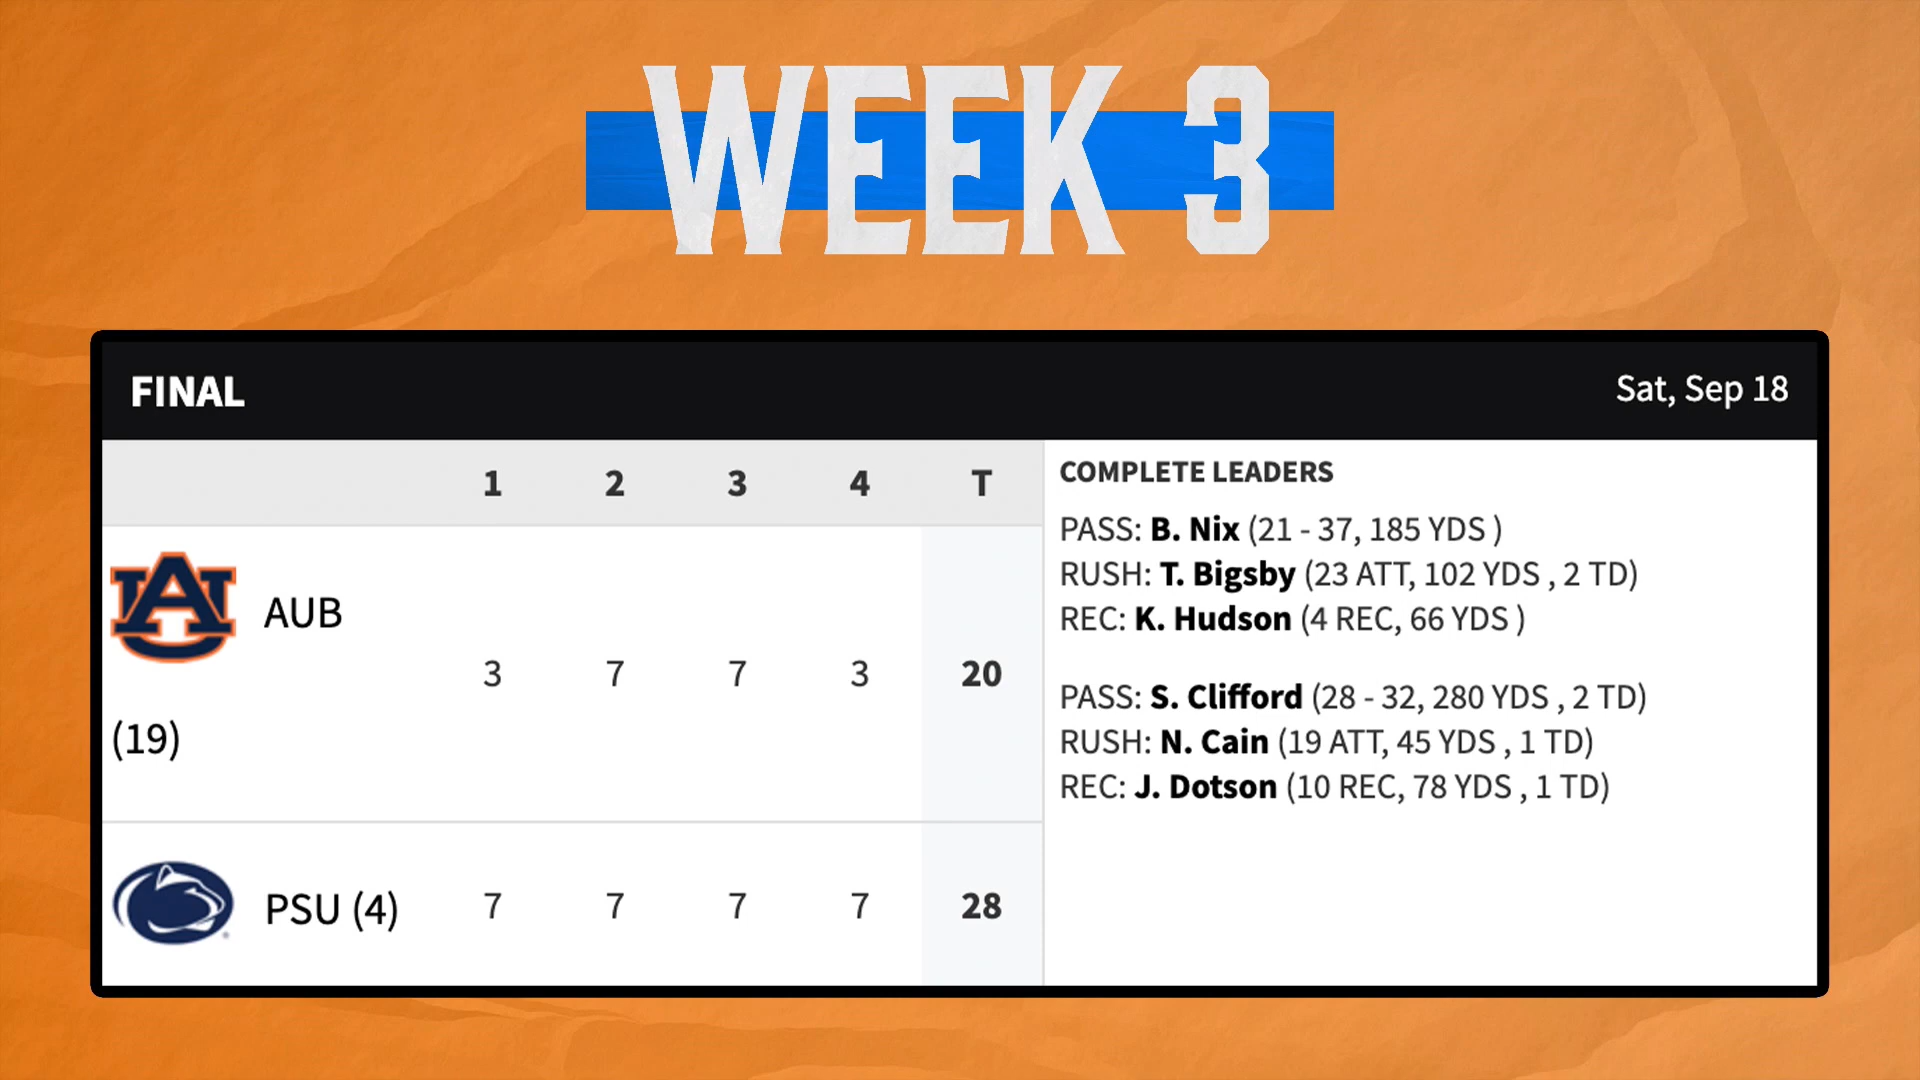 WEEK 3
FINAL
Sat, Sep 18
1 2 3 4 T
AUB
(19)
3 7 7 3 20
PSU (4) 7 7 7 7 28
COMPLETE LEADERS
PASS: B. Nix (21 - 37, 185 YDS )
RUSH: T. Bigsby (23 ATT, 102 YDS , 2 TD)
REC: K. Hudson (4 REC, 66 YDS )
PASS: S. Clifford (28 - 32, 280 YDS , 2 TD)
RUSH: N. Cain (19 ATT, 45 YDS , 1 TD)
REC: J. Dotson (10 REC, 78 YDS , 1 TD)